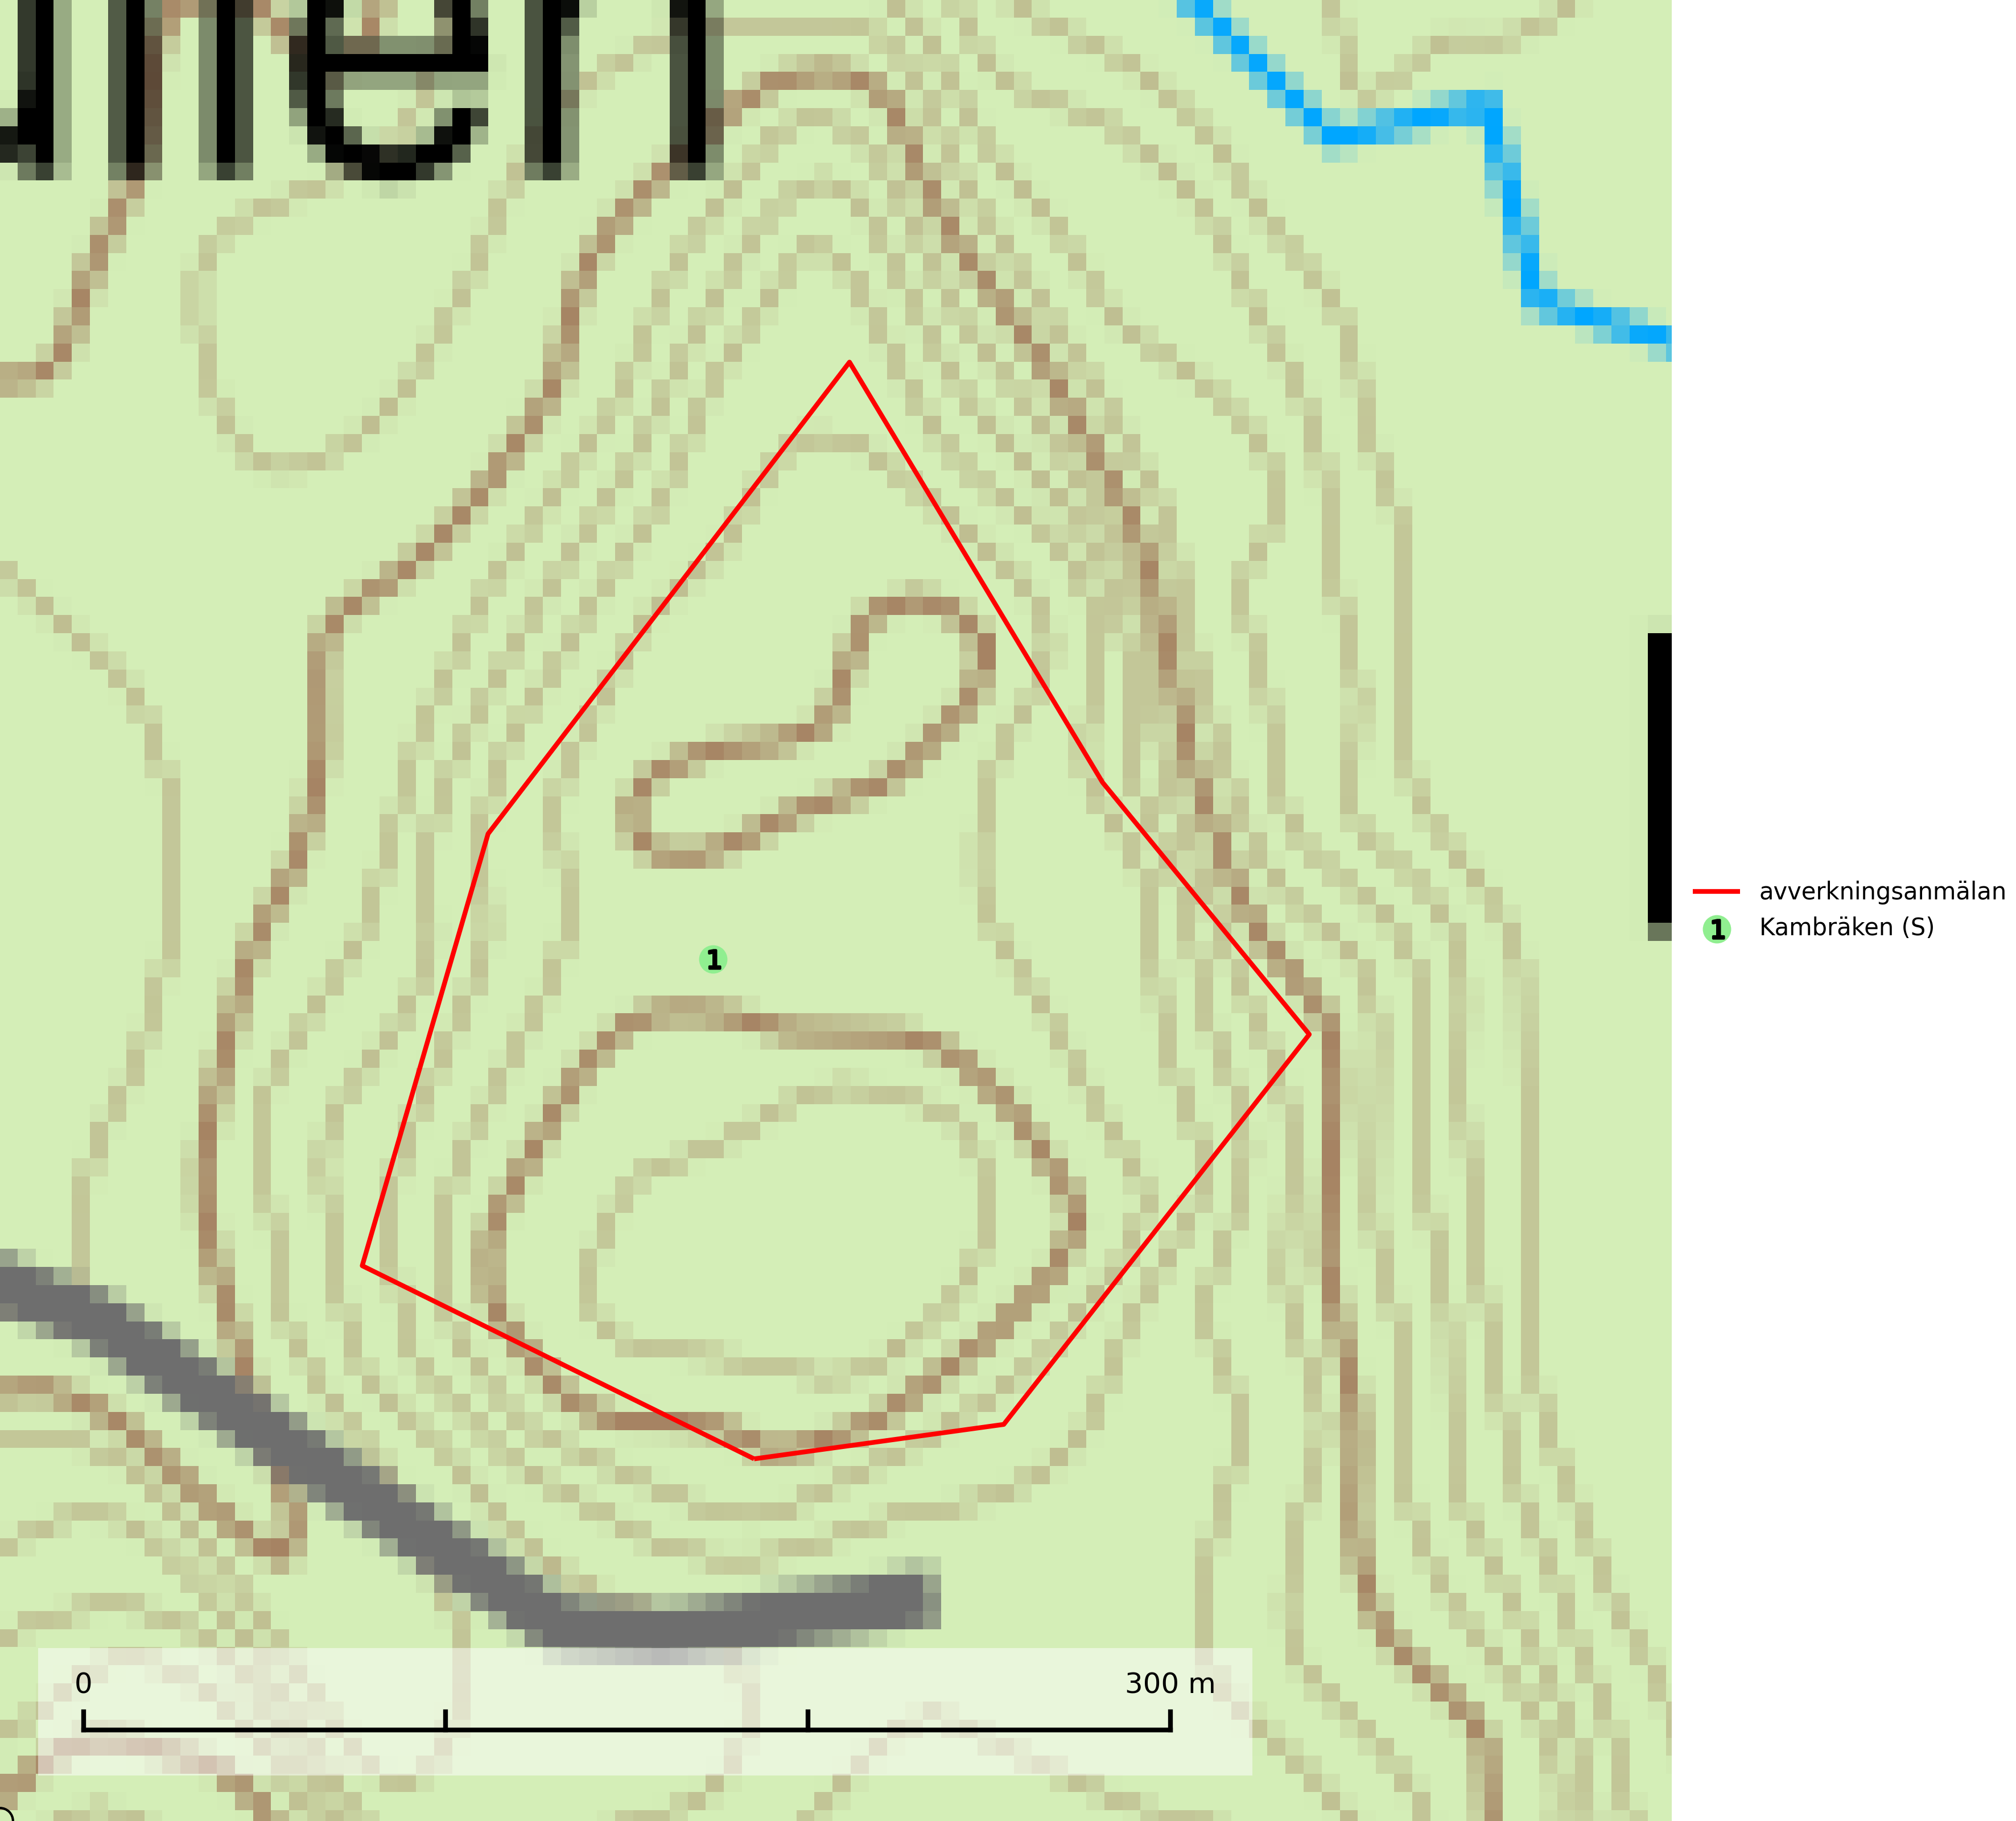 avverkningsanmälan
1 Kambräken (S)
1
0 300 m